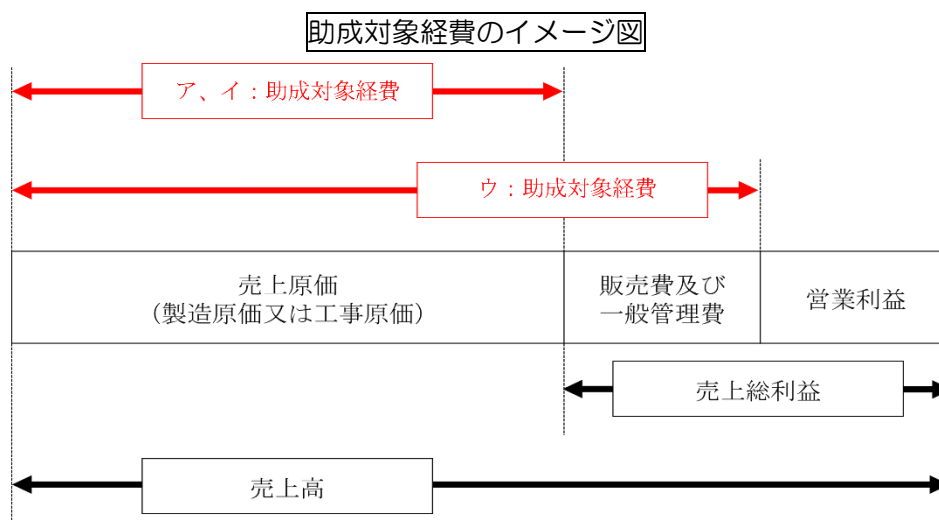 助成対象経費のイメージ図
ア、イ：助成対象経費
ウ：助成対象経費
売上原価
（製造原価又は工事原価）
販売費及び
一般管理費
営業利益
売上総利益
売上高